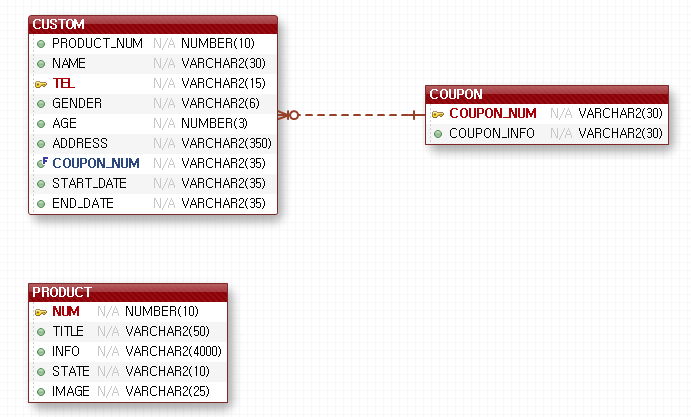 CUSTOM
PRODUCT_NUM N/A NUMBER(10)
NAME N/A VARCHAR2(30)
TEL N/A VARCHAR2(15)
GENDER N/A VARCHAR2(6)
AGE N/A NUMBER(3)
ADDRESS N/A VARCHAR2(350)
F COUPON_NUM N/A VARCHAR2(35)
START_DATE N/A VARCHAR2(35)
END_DATE N/A VARCHAR2(35)
COUPON
COUPON_NUM N/A VARCHAR2(30)
COUPON_INFO N/A VARCHAR2(30)
PRODUCT
NUM N/A NUMBER(10)
TITLE N/A VARCHAR2(50)
INFO N/A VARCHAR2(4000)
STATE N/A VARCHAR2(10)
IMAGE N/A VARCHAR2(25)